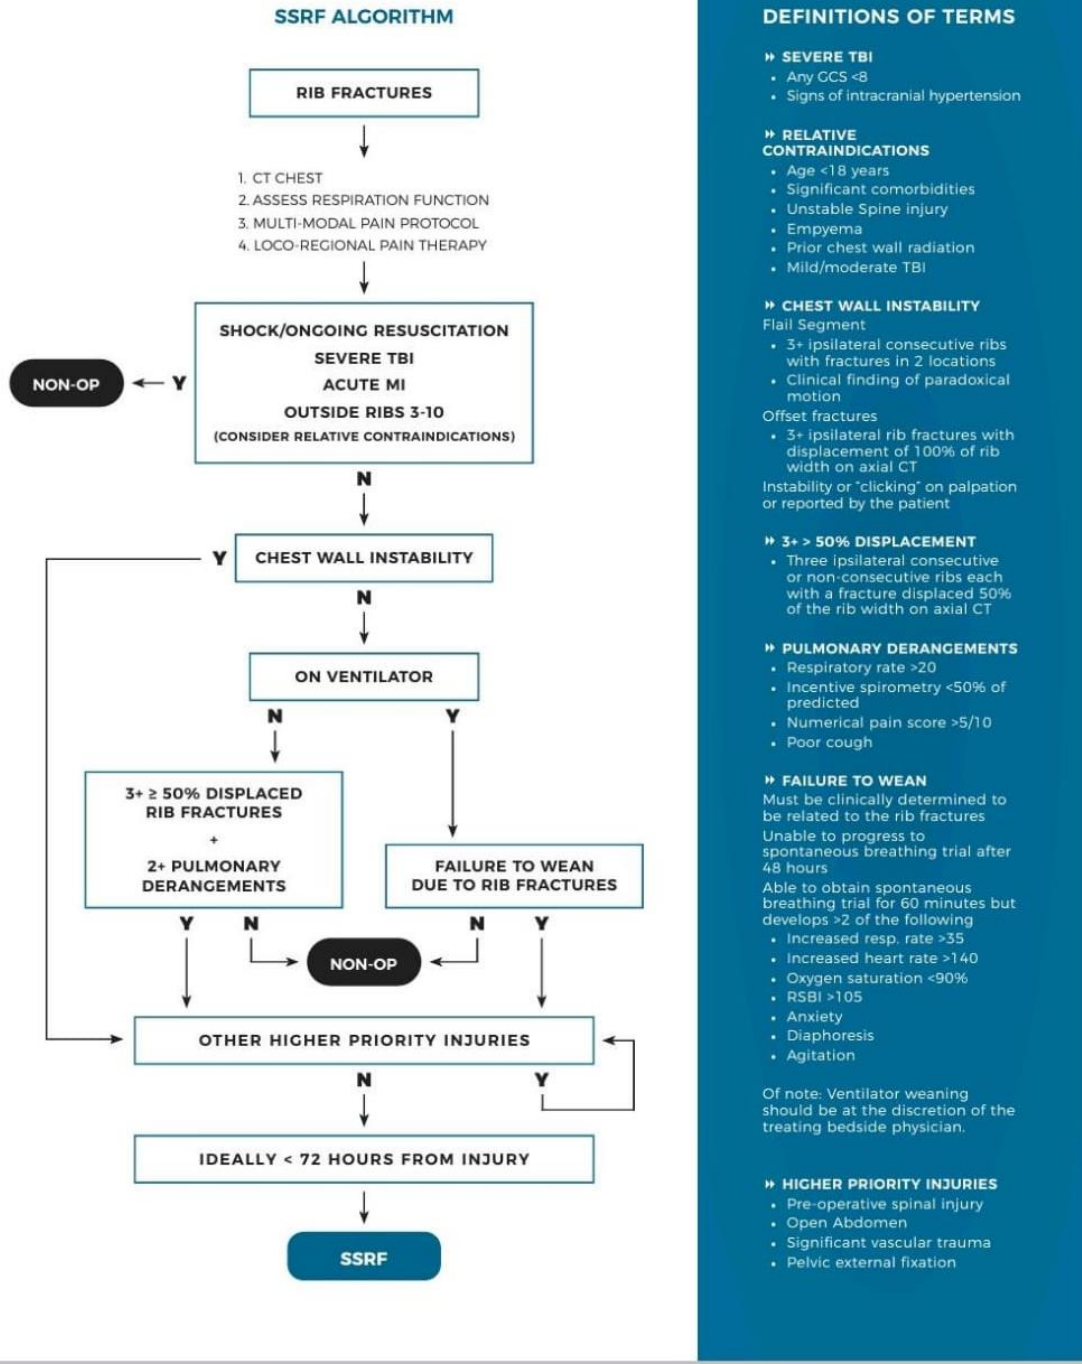 SSRF ALGORITHM
RIB FRACTURES
1. CT CHEST
2. ASSESS RESPIRATION FUNCTION
3. MULTI-MODAL PAIN PROTOCOL
4. LOCO-REGIONAL PAIN THERAPY
SHOCK/ONGOING RESUSCITATION
SEVERE TBI
ACUTE MI
OUTSIDE RIBS 3-10
(CONSIDER RELATIVE CONTRAINDICATIONS)
Y
NON-OP
N
CHEST WALL INSTABILITY
Y
N
ON VENTILATOR
N
Y
3+ ≥ 50% DISPLACED
RIB FRACTURES
+
2+ PULMONARY
DERANGEMENTS
FAILURE TO WEAN
DUE TO RIB FRACTURES
Y
N
N
Y
NON-OP
OTHER HIGHER PRIORITY INJURIES
N
Y
IDEALLY < 72 HOURS FROM INJURY
SSRF
DEFINITIONS OF TERMS
SEVERE TBI
• Any GCS <8
• Signs of intracranial hypertension
RELATIVE
CONTRAINDICATIONS
• Age <18 years
• Significant comorbidities
• Unstable Spine injury
• Empyema
• Prior chest wall radiation
• Mild/moderate TBI
CHEST WALL INSTABILITY
Flail Segment
• 3+ ipsilateral consecutive ribs
with fractures in 2 locations
• Clinical finding of paradoxical
motion
Offset fractures
• 3+ ipsilateral rib fractures with
displacement of 100% of rib
width on axial CT
Instability or "clicking" on palpation
or reported by the patient
3+ > 50% DISPLACEMENT
• Three ipsilateral consecutive
or non-consecutive ribs each
with a fracture displaced 50%
of the rib width on axial CT
PULMONARY DERANGEMENTS
• Respiratory rate >20
• Incentive spirometry <50% of
predicted
• Numerical pain score >5/10
• Poor cough
FAILURE TO WEAN
Must be clinically determined to
be related to the rib fractures
Unable to progress to
spontaneous breathing trial after
48 hours
Able to obtain spontaneous
breathing trial for 60 minutes but
develops >2 of the following
• Increased resp. rate >35
• Increased heart rate >140
• Oxygen saturation <90%
• RSBI >105
• Anxiety
• Diaphoresis
• Agitation
Of note: Ventilator weaning
should be at the discretion of the
treating bedside physician.
HIGHER PRIORITY INJURIES
• Pre-operative spinal injury
• Open Abdomen
• Significant vascular trauma
• Pelvic external fixation